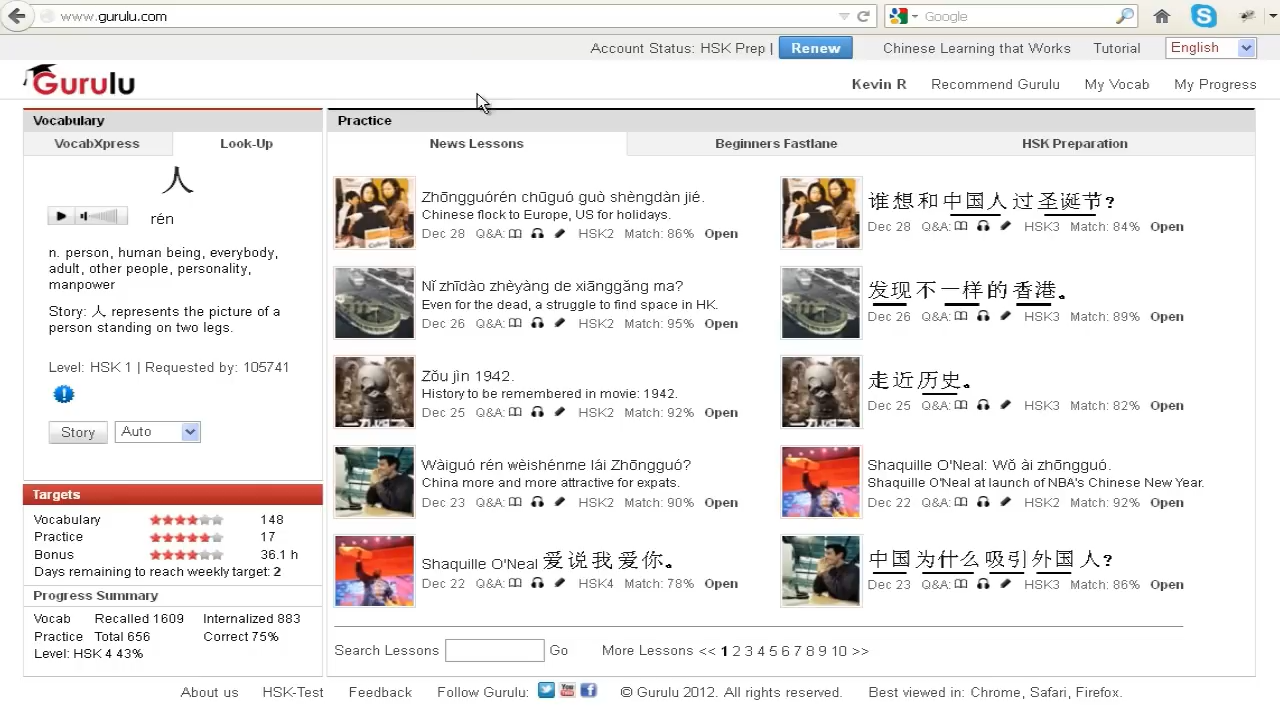 www.gurulu.com
Google
Account Status: HSK Prep | Renew
Chinese Learning that Works
Tutorial
English
Gurulu
Kevin R
Recommend Gurulu
My Vocab
My Progress
Vocabulary
VocabXpress
Look-Up
人
rén
n. person, human being, everybody,
adult, other people, personality,
manpower
Story: 人 represents the picture of a
person standing on two legs.
Level: HSK 1 | Requested by: 105741
Story
Auto
Targets
Vocabulary 148
Practice 17
Bonus 36.1 h
Days remaining to reach weekly target: 2
Progress Summary
Vocab Recalled 1609 Internalized 883
Practice Total 656 Correct 75%
Level: HSK 4 43%
Practice
News Lessons
Beginners Fastlane
HSK Preparation
Zhōngguórén chūguó guò shèngdàn jié.
Chinese flock to Europe, US for holidays.
Dec 28 Q&A: HSK2 Match: 86% Open
谁想和中国人过圣诞节?
Dec 28 Q&A: HSK3 Match: 84% Open
Nǐ zhīdào zhèyàng de xiānggǎng ma?
Even for the dead, a struggle to find space in HK.
Dec 26 Q&A: HSK2 Match: 95% Open
发现不一样的香港。
Dec 26 Q&A: HSK3 Match: 89% Open
Zǒu jìn 1942.
History to be remembered in movie: 1942.
Dec 25 Q&A: HSK2 Match: 92% Open
走近历史。
Dec 25 Q&A: HSK3 Match: 82% Open
Wàiguó rén wèishénme lái Zhōngguó?
China more and more attractive for expats.
Dec 23 Q&A: HSK2 Match: 90% Open
Shaquille O'Neal: Wǒ ài zhōngguó.
Shaquille O'Neal at launch of NBA's Chinese New Year.
Dec 22 Q&A: HSK2 Match: 92% Open
Shaquille O'Neal 爱说我爱你。
Dec 22 Q&A: HSK4 Match: 78% Open
中国为什么吸引外国人?
Dec 23 Q&A: HSK3 Match: 86% Open
Search Lessons
Go
More Lessons << 1 2 3 4 5 6 7 8 9 10 >>
About us
HSK-Test
Feedback
Follow Gurulu:
© Gurulu 2012. All rights reserved.
Best viewed in: Chrome, Safari, Firefox.